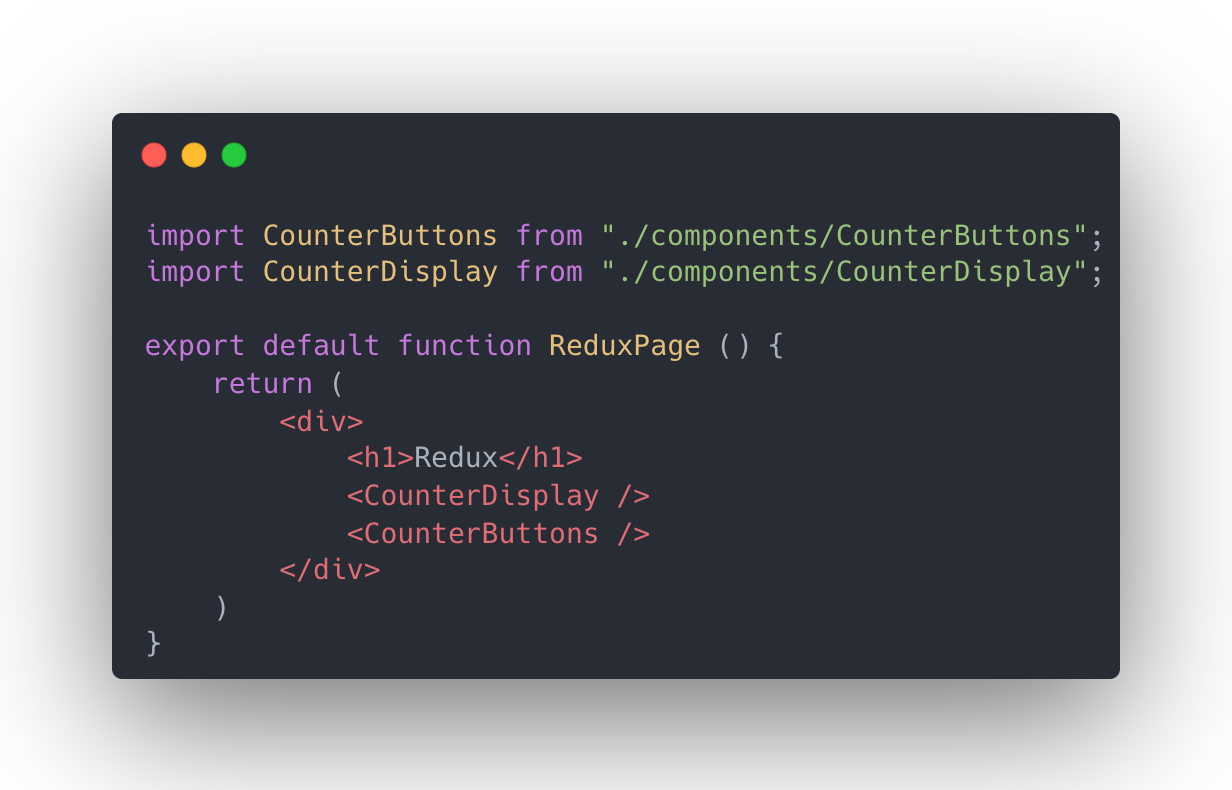 import CounterButtons from "./components/CounterButtons";
import CounterDisplay from "./components/CounterDisplay";

export default function ReduxPage () {
    return (
        <div>
            <h1>Redux</h1>
            <CounterDisplay />
            <CounterButtons />
        </div>
    )
}